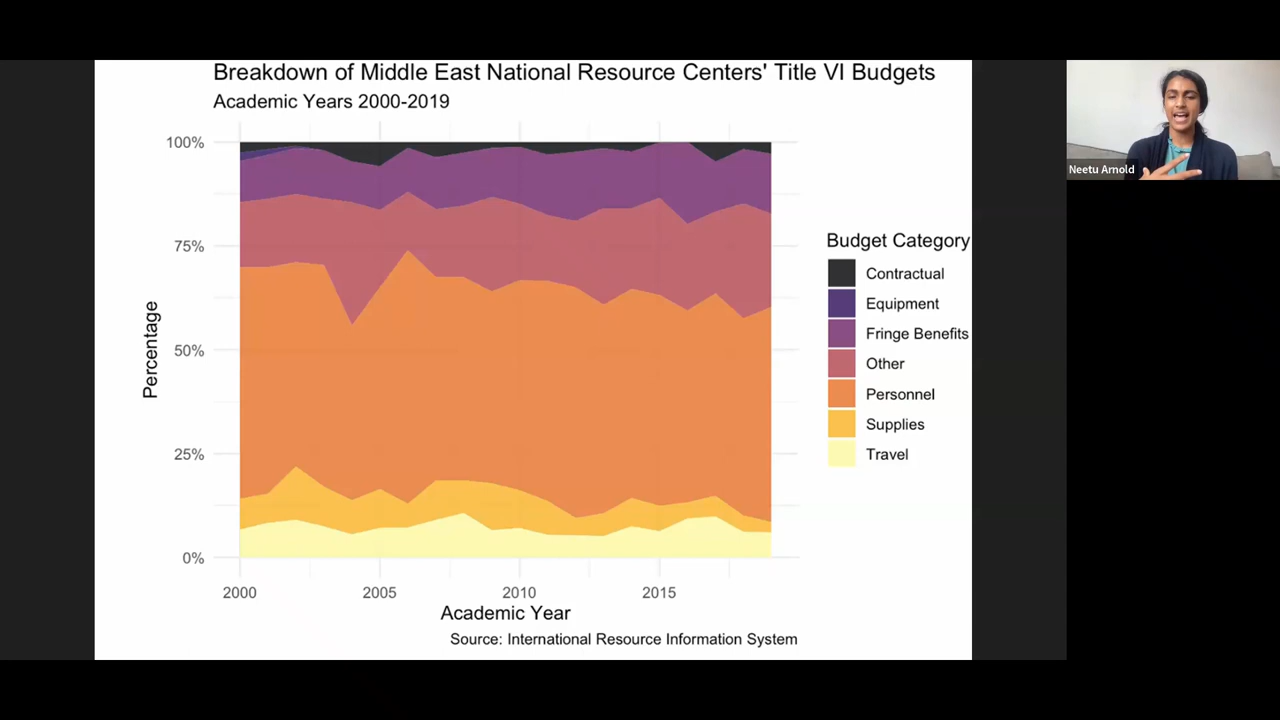 Breakdown of Middle East National Resource Centers' Title VI Budgets
Academic Years 2000-2019
100%
75%
50%
25%
0%
Percentage
2000
2005
2010
2015
Academic Year
Source: International Resource Information System
Budget Category
Contractual
Equipment
Fringe Benefits
Other
Personnel
Supplies
Travel
Neetu Arnold